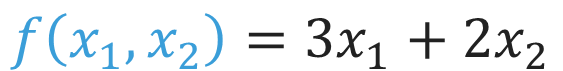 f(x₁, x₂) = 3x₁ + 2x₂